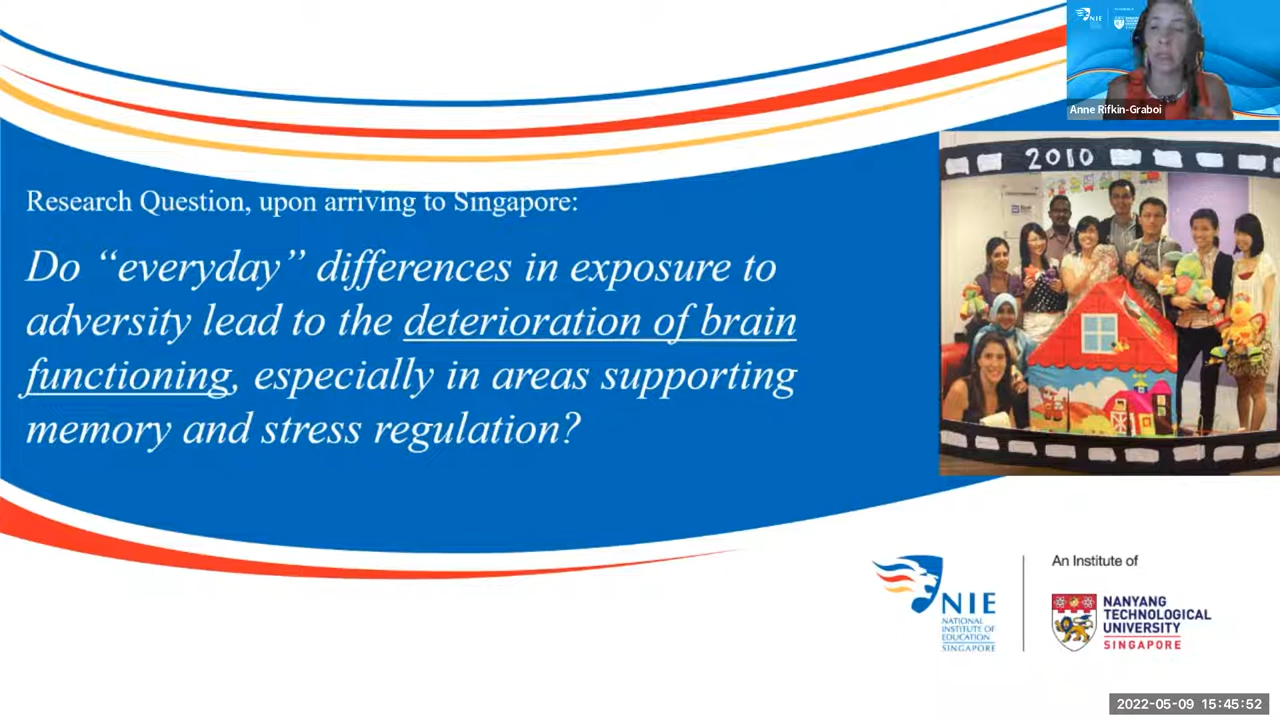 NIE
Anne Rifkin-Graboi
2010
Research Question, upon arriving to Singapore:
Do “everyday” differences in exposure to
adversity lead to the deterioration of brain
functioning, especially in areas supporting
memory and stress regulation?
NIE
NATIONAL
INSTITUTE OF
EDUCATION
SINGAPORE
An Institute of
NANYANG
TECHNOLOGICAL
UNIVERSITY
SINGAPORE
2022-05-09 15:45:52